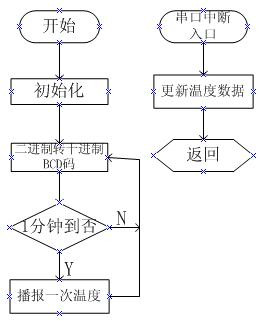 开始
初始化
二进制转十进制
BCD码
1分钟到否
N
Y
播报一次温度
串口中断
入口
更新温度数据
返回